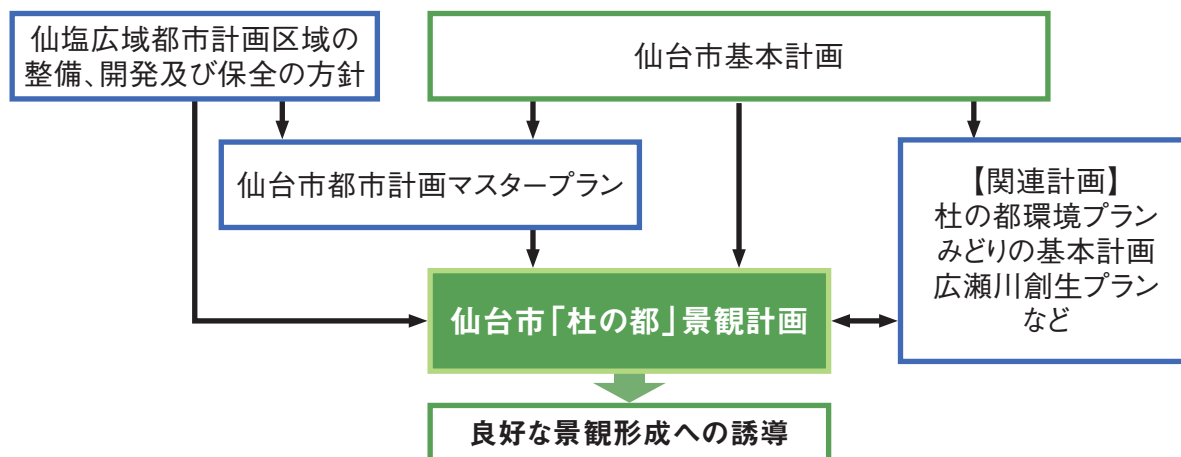 仙塩広域都市計画区域の
整備、開発及び保全の方針
仙台市基本計画
仙台市都市計画マスタープラン
【関連計画】
杜の都環境プラン
みどりの基本計画
広瀬川創生プラン
など
仙台市「杜の都」景観計画
良好な景観形成への誘導